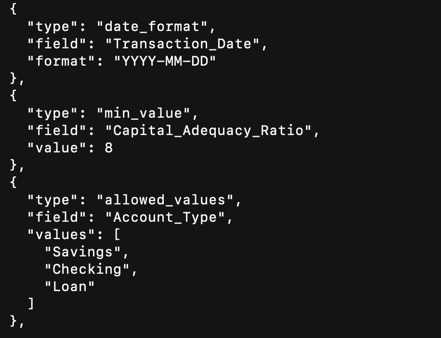 {
  "type": "date_format",
  "field": "Transaction_Date",
  "format": "YYYY-MM-DD"
},
{
  "type": "min_value",
  "field": "Capital_Adequacy_Ratio",
  "value": 8
},
{
  "type": "allowed_values",
  "field": "Account_Type",
  "values": [
    "Savings",
    "Checking",
    "Loan"
  ]
},